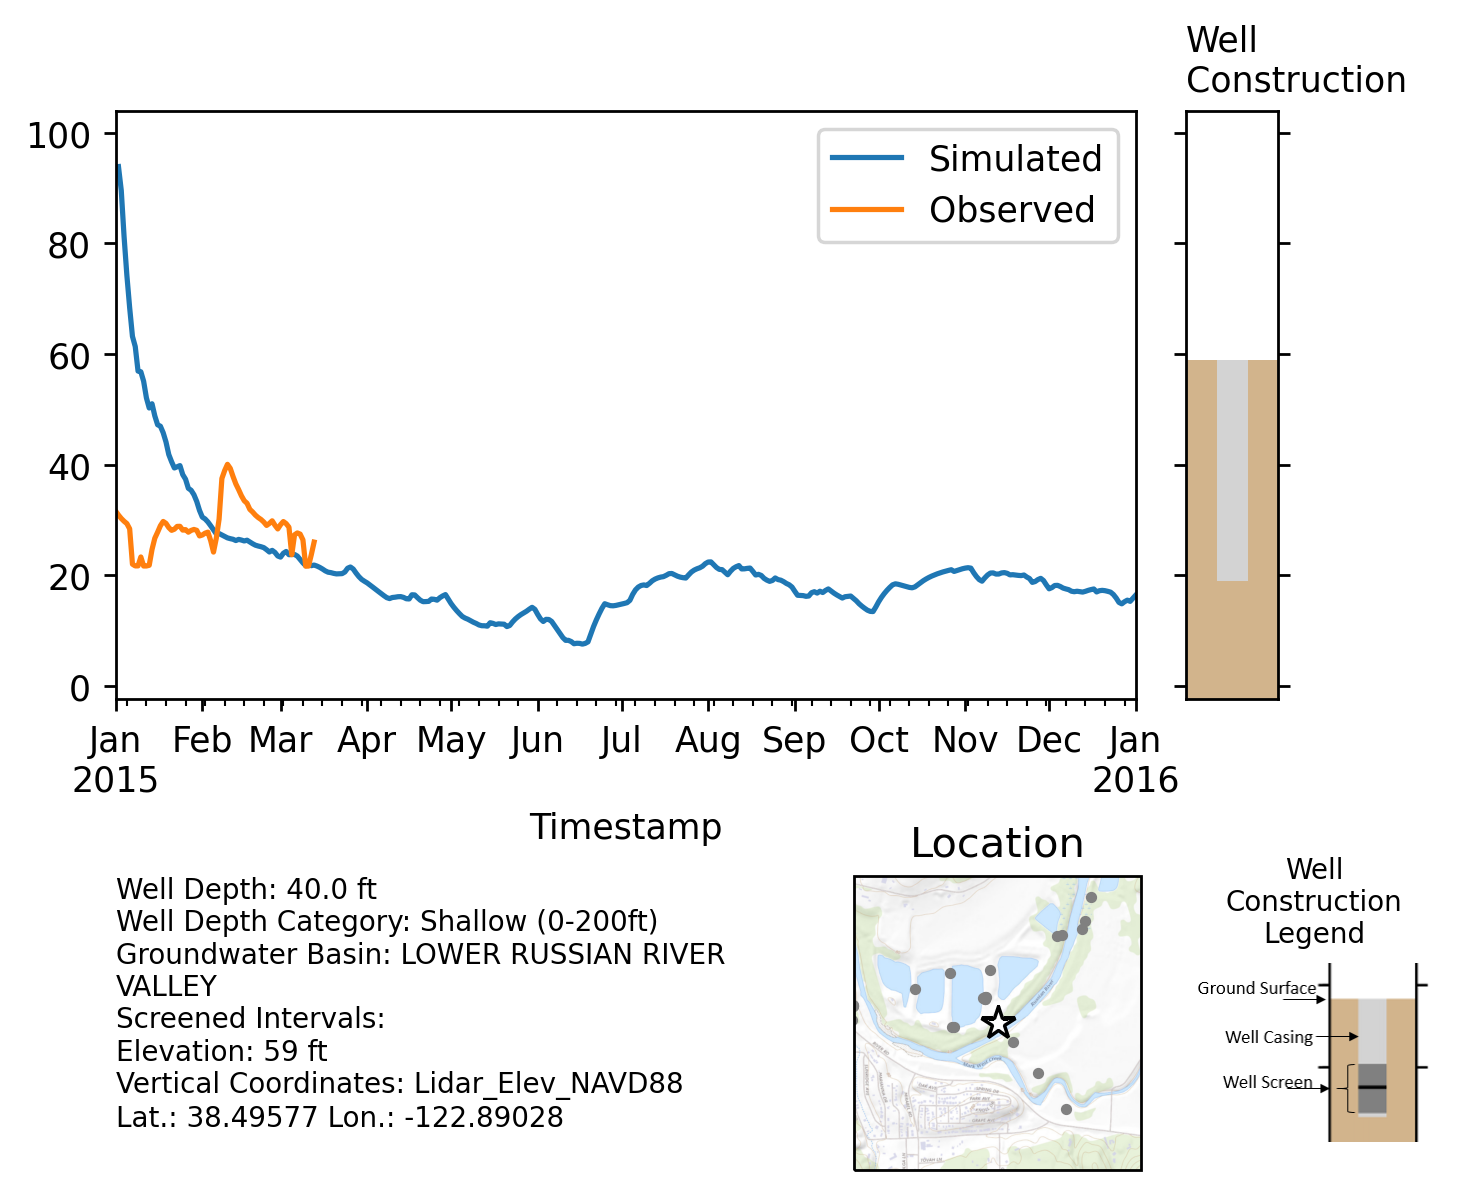 Well
Construction
100
80
60
40
20
0
Simulated
Observed
Jan Feb Mar Apr May Jun Jul Aug Sep Oct Nov Dec Jan
2015 2016
Timestamp
Well Depth: 40.0 ft
Well Depth Category: Shallow (0-200ft)
Groundwater Basin: LOWER RUSSIAN RIVER
VALLEY
Screened Intervals:
Elevation: 59 ft
Vertical Coordinates: Lidar_Elev_NAVD88
Lat.: 38.49577 Lon.: -122.89028
Location
Well
Construction
Legend
Ground Surface
Well Casing
Well Screen